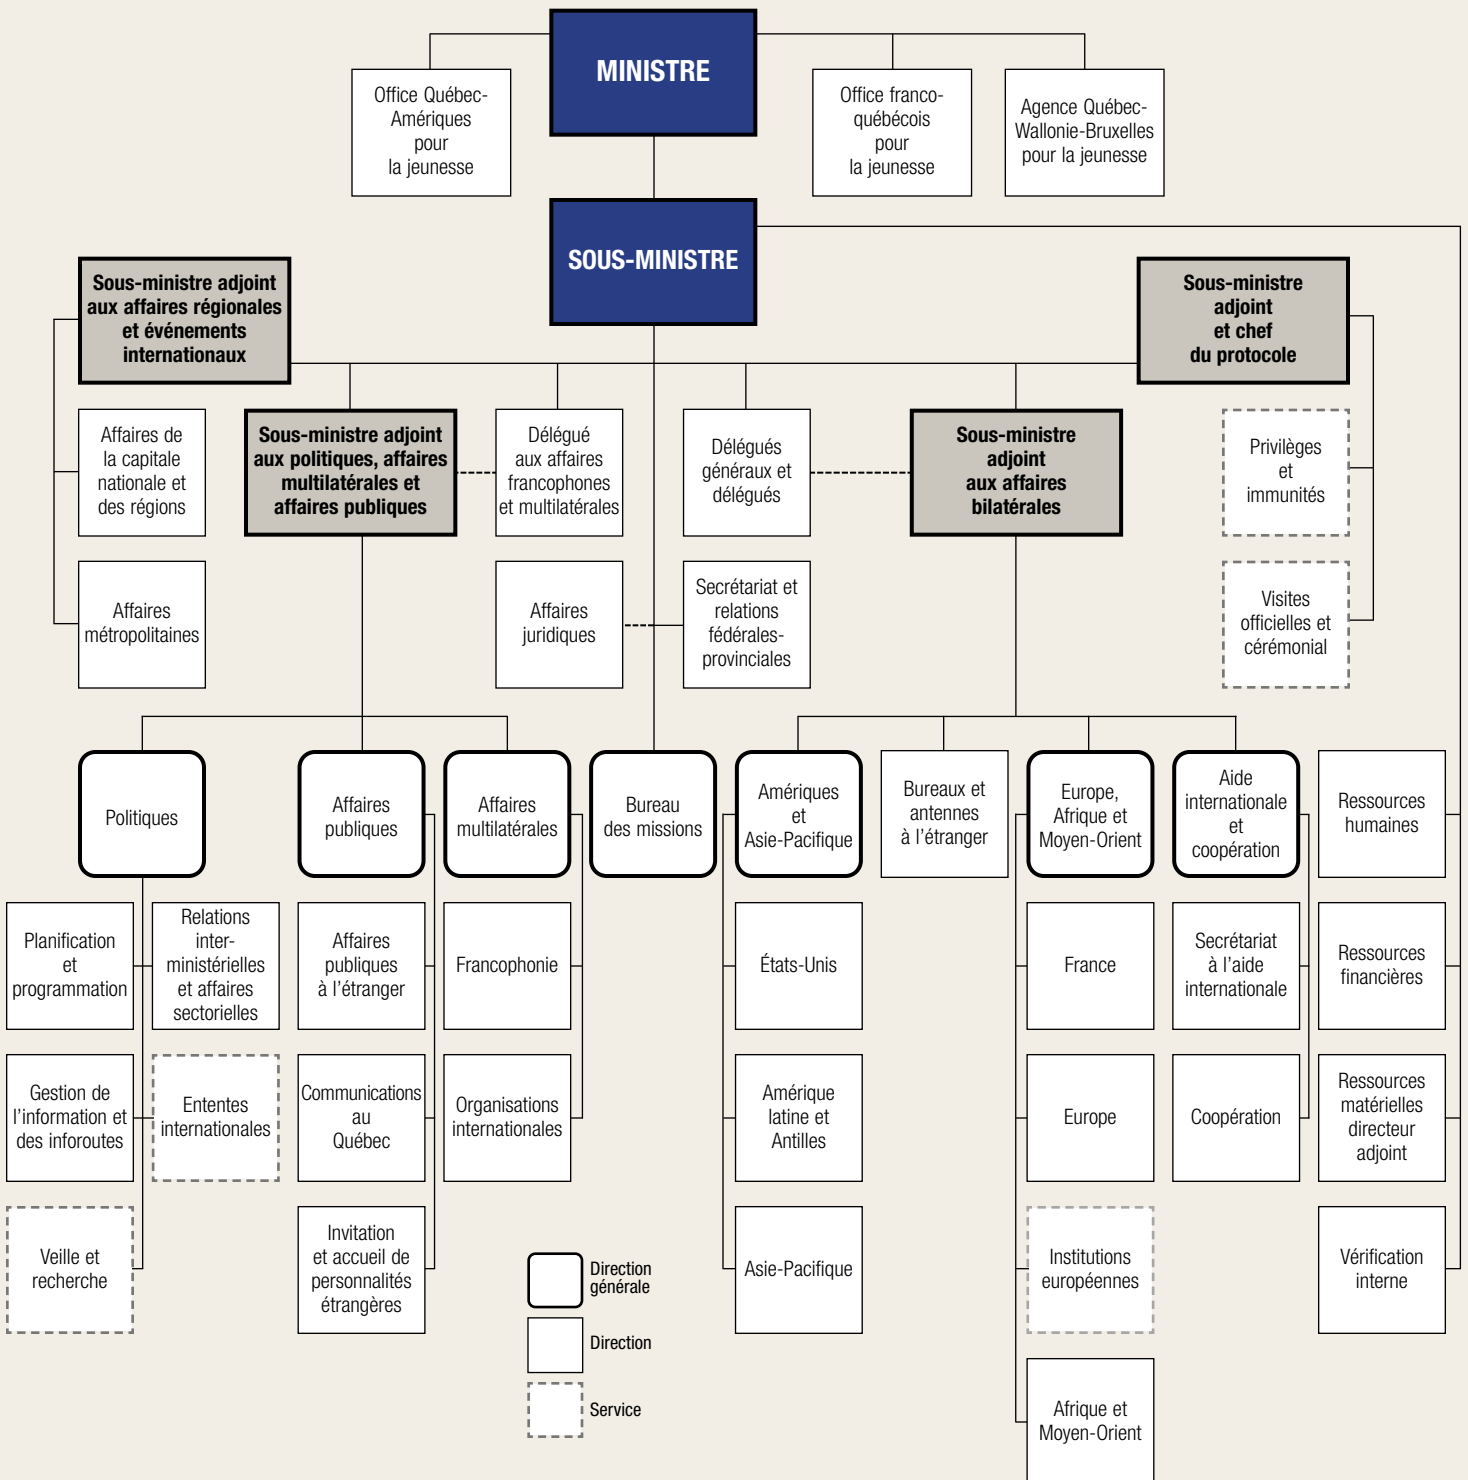 MINISTRE
Office Québec-
Amériques
pour
la jeunesse
Office franco-
québécois
pour
la jeunesse
Agence Québec-
Wallonie-Bruxelles
pour la jeunesse
SOUS-MINISTRE
Sous-ministre adjoint
aux affaires régionales
et événements
internationaux
Sous-ministre
adjoint
et chef
du protocole
Affaires de
la capitale
nationale et
des régions
Sous-ministre adjoint
aux politiques, affaires
multilatérales et
affaires publiques
Délégué
aux affaires
francophones
et multilatérales
Délégués
généraux et
délégués
Sous-ministre
adjoint
aux affaires
bilatérales
Privilèges
et
immunités
Affaires
métropolitaines
Affaires
juridiques
Secrétariat et
relations
fédérales-
provinciales
Visites
officielles et
cérémonial
Politiques
Affaires
publiques
Affaires
multilatérales
Bureau
des missions
Amériques
et
Asie-Pacifique
Bureaux et
antennes
à l'étranger
Europe,
Afrique et
Moyen-Orient
Aide
internationale
et
coopération
Ressources
humaines
Planification
et
programmation
Relations
inter-
ministérielles
et affaires
sectorielles
Affaires
publiques
à l'étranger
Francophonie
États-Unis
France
Secrétariat
à l'aide
internationale
Ressources
financières
Gestion de
l'information et
des inforoutes
Ententes
internationales
Communications
au
Québec
Organisations
internationales
Amérique
latine et
Antilles
Europe
Coopération
Ressources
matérielles
directeur
adjoint
Veille et
recherche
Invitation
et accueil de
personnalités
étrangères
Asie-Pacifique
Institutions
européennes
Vérification
interne
Afrique et
Moyen-Orient
Direction
générale
Direction
Service